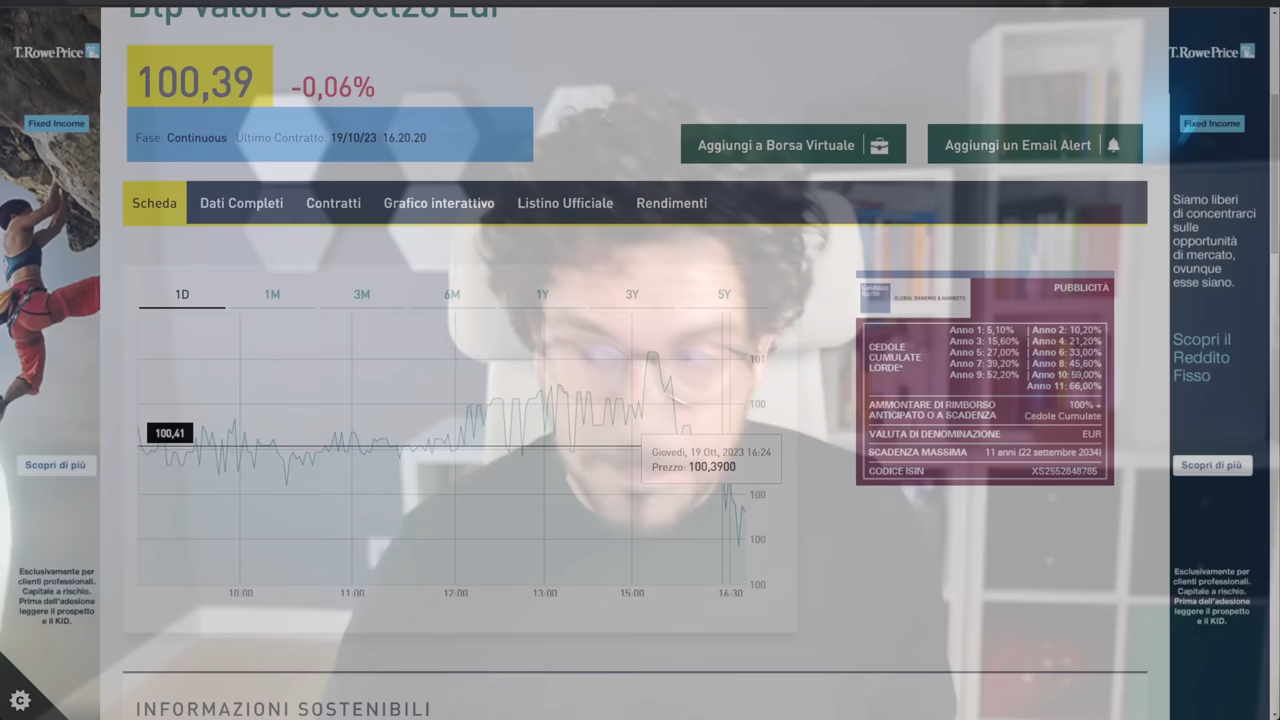 Btp Valore Sc Oct28 Eur
100,39 -0,06%
Fase: Continuous Ultimo Contratto: 19/10/23 16.20.20
Aggiungi a Borsa Virtuale
Aggiungi un Email Alert
Scheda Dati Completi Contratti Grafico interattivo Listino Ufficiale Rendimenti
1D 1M 3M 6M 1Y 3Y 5Y
101
100
100,41
Giovedì, 19 Ott, 2023 16:24
Prezzo: 100,3900
100
100
100
10:00 11:00 12:00 13:00 15:00 16:30
INFORMAZIONI SOSTENIBILI
Goldman
Sachs
GLOBAL BANKING & MARKETS
PUBBLICITÀ
CEDOLE
CUMULATE
LORDE*
Anno 1: 5,10% | Anno 2: 10,20%
Anno 3: 15,60% | Anno 4: 21,20%
Anno 5: 27,00% | Anno 6: 33,00%
Anno 7: 39,20% | Anno 8: 45,60%
Anno 9: 52,20% | Anno 10: 59,00%
Anno 11: 66,00%
AMMONTARE DI RIMBORSO
ANTICIPATO O A SCADENZA
100% +
Cedole Cumulate
VALUTA DI DENOMINAZIONE EUR
SCADENZA MASSIMA 11 anni (22 settembre 2034)
CODICE ISIN XS2552848785
T.RowePrice
Fixed Income
Scopri di più
Esclusivamente per
clienti professionali.
Capitale a rischio.
Prima dell'adesione
leggere il prospetto
e il KID.
T.RowePrice
Fixed Income
Siamo liberi
di concentrarci
sulle
opportunità
di mercato,
ovunque
esse siano.
Scopri il
Reddito
Fisso
Scopri di più
Esclusivamente per
clienti professionali.
Capitale a rischio.
Prima dell'adesione
leggere il prospetto
e il KID.